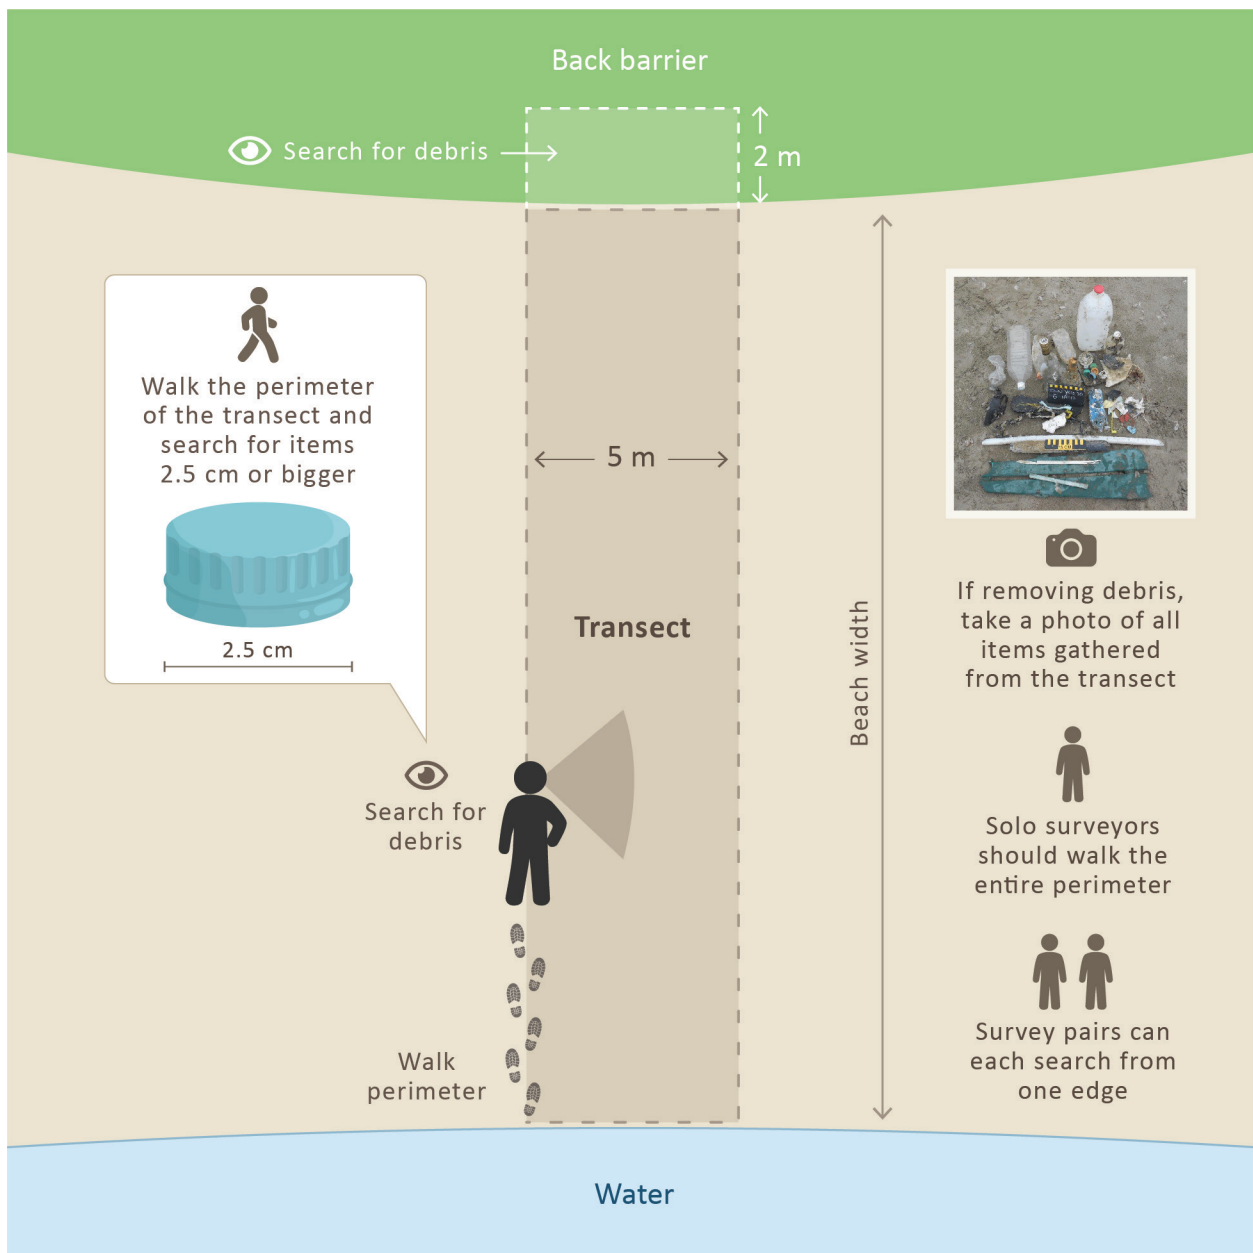 Back barrier
Search for debris
2 m
Walk the perimeter
of the transect and
search for items
2.5 cm or bigger
2.5 cm
5 m
Transect
Beach width
Search for
debris
Walk
perimeter
If removing debris,
take a photo of all
items gathered
from the transect
Solo surveyors
should walk the
entire perimeter
Survey pairs can
each search from
one edge
Water